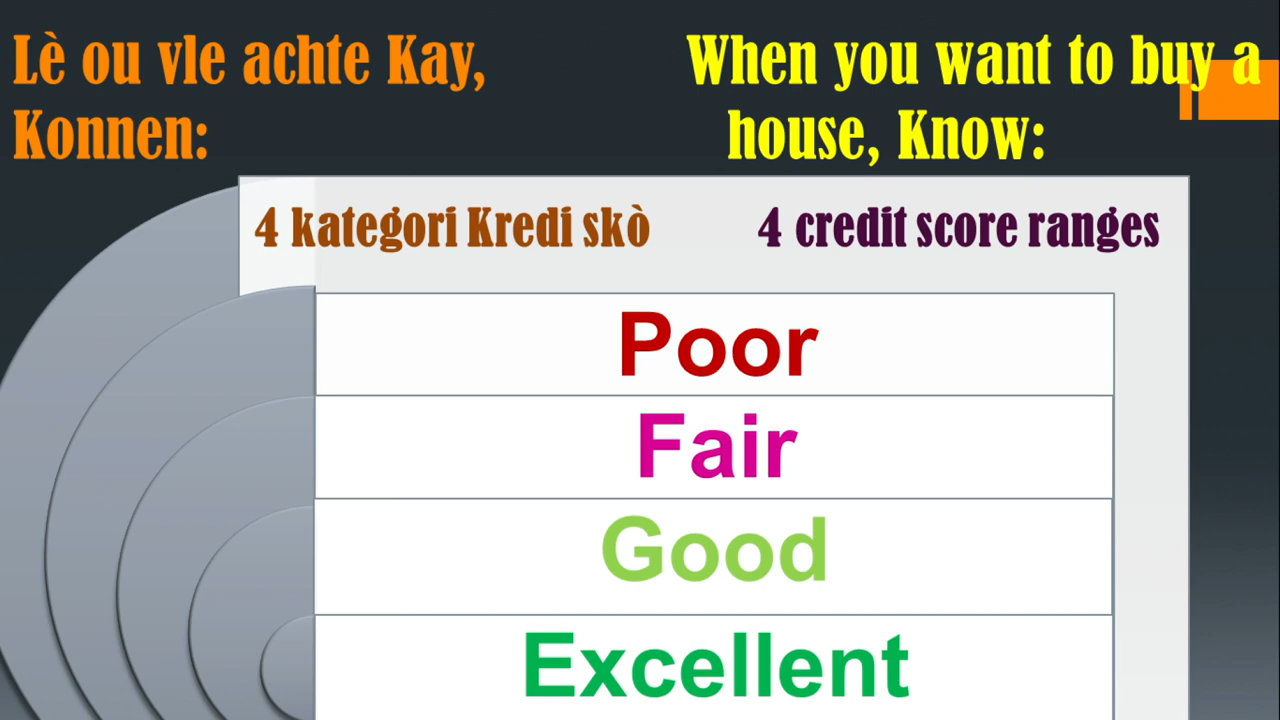 Lè ou vle achte Kay,
Konnen:
When you want to buy a
house, Know:
4 kategori Kredi skò
4 credit score ranges
Poor
Fair
Good
Excellent